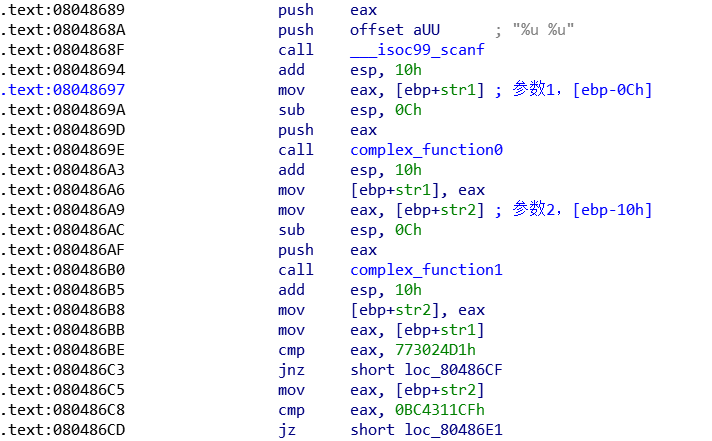 .text:08048689 push eax
.text:0804868A push offset aUU ; "%u %u"
.text:0804868F call ___isoc99_scanf
.text:08048694 add esp, 10h
.text:08048697 mov eax, [ebp+str1] ; 参数1，[ebp-0Ch]
.text:0804869A sub esp, 0Ch
.text:0804869D push eax
.text:0804869E call complex_function0
.text:080486A3 add esp, 10h
.text:080486A6 mov [ebp+str1], eax
.text:080486A9 mov eax, [ebp+str2] ; 参数2，[ebp-10h]
.text:080486AC sub esp, 0Ch
.text:080486AF push eax
.text:080486B0 call complex_function1
.text:080486B5 add esp, 10h
.text:080486B8 mov [ebp+str2], eax
.text:080486BB mov eax, [ebp+str1]
.text:080486BE cmp eax, 773024D1h
.text:080486C3 jnz short loc_80486CF
.text:080486C5 mov eax, [ebp+str2]
.text:080486C8 cmp eax, 0BC4311CFh
.text:080486CD jz short loc_80486E1